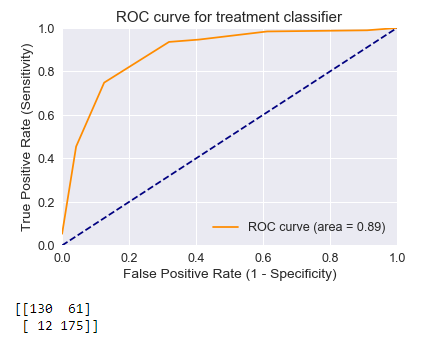 ROC curve for treatment classifier
True Positive Rate (Sensitivity)
1.0
0.8
0.6
0.4
0.2
0.0
ROC curve (area = 0.89)
0.0 0.2 0.4 0.6 0.8 1.0
False Positive Rate (1 - Specificity)
[[130  61]
 [ 12 175]]